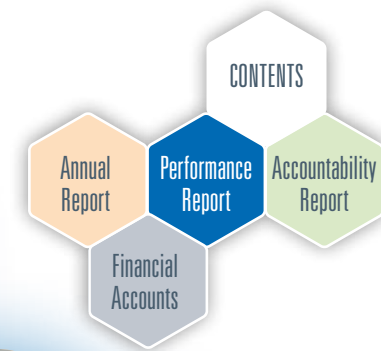 CONTENTS
Annual
Report
Performance
Report
Accountability
Report
Financial
Accounts